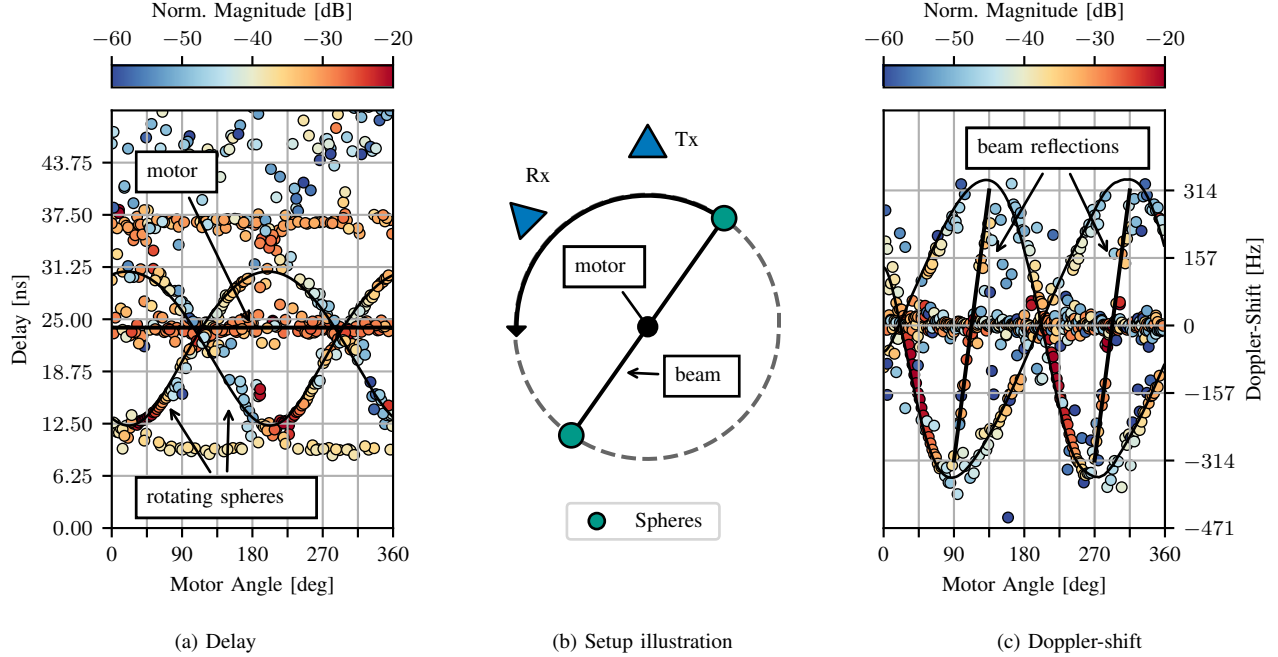 Norm. Magnitude [dB]
−60 −50 −40 −30 −20
43.75
37.50
31.25
25.00
18.75
12.50
6.25
0.00
Delay [ns]
motor
rotating spheres
0 90 180 270 360
Motor Angle [deg]
(a) Delay
Tx
Rx
motor
beam
Spheres
(b) Setup illustration
Norm. Magnitude [dB]
−60 −50 −40 −30 −20
beam reflections
314
157
0
−157
−314
−471
Doppler-Shift [Hz]
0 90 180 270 360
Motor Angle [deg]
(c) Doppler-shift